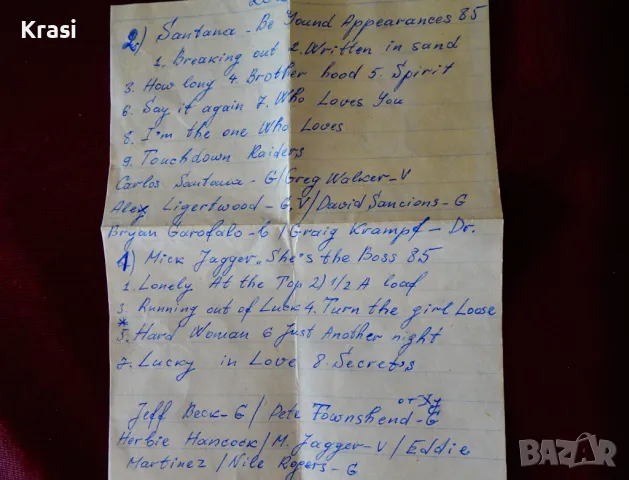 Krasi
2) Santana - Be Yound Appearances 85
1. Breaking out 2. Written in sand
3. How long 4. Brother hood 5. Spirit
6. Say it again 7. Who Loves You
8. I'm the one Who Loves
9. Touchdown Raiders
Carlos Santana - G/Greg Walker - V
Alex Ligertwood - G, V/David Sancions - G
Bryan Garofalo - G/Graig Krampf - Dr.
1) Mick Jagger „She's the Boss 85
1. Lonely At the Top 2) 1/2 A loaf
3. Running out of Luck 4. Turn the girl Loose
* 5. Hard Woman 6 Just Another night
7. Lucky in Love 8. Secrets
Jeff Beck - G / Pete Townshend - G
Herbie Hancock / M. Jagger - V / Eddie
Martinez / Nile Rogers - G
BAZAR